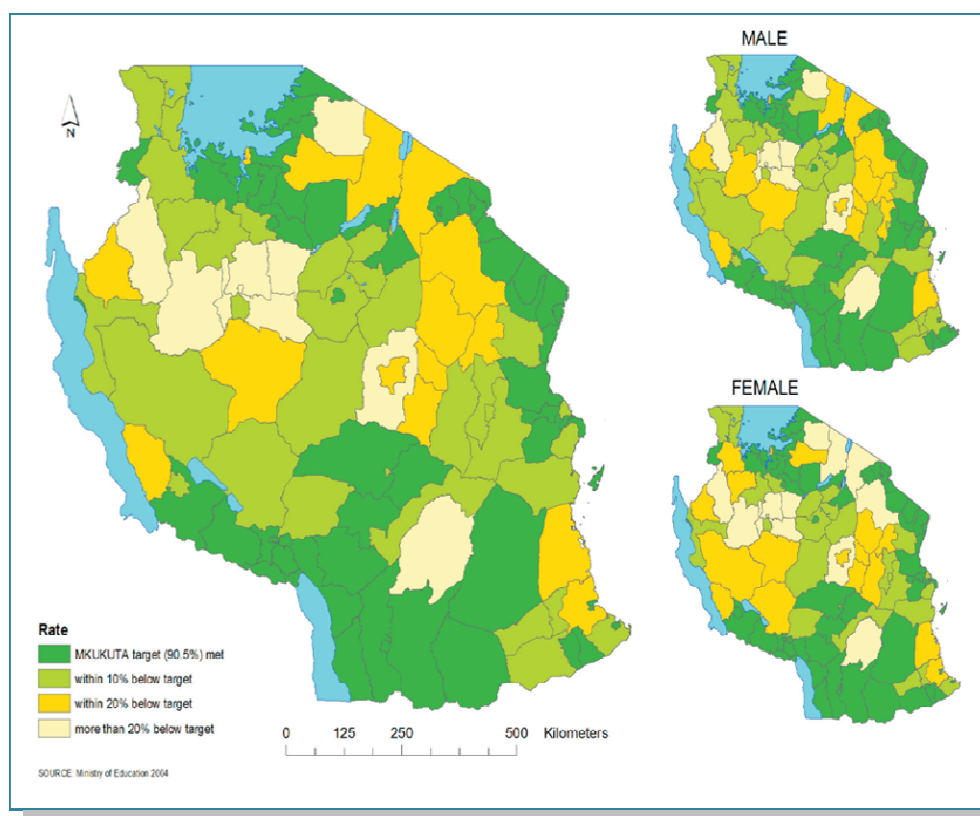 MALE
N
FEMALE
Rate
MKUKUTA target (90.5%) met
within 10% below target
within 20% below target
more than 20% below target
0 125 250 500 Kilometers
SOURCE: Ministry of Education 2004